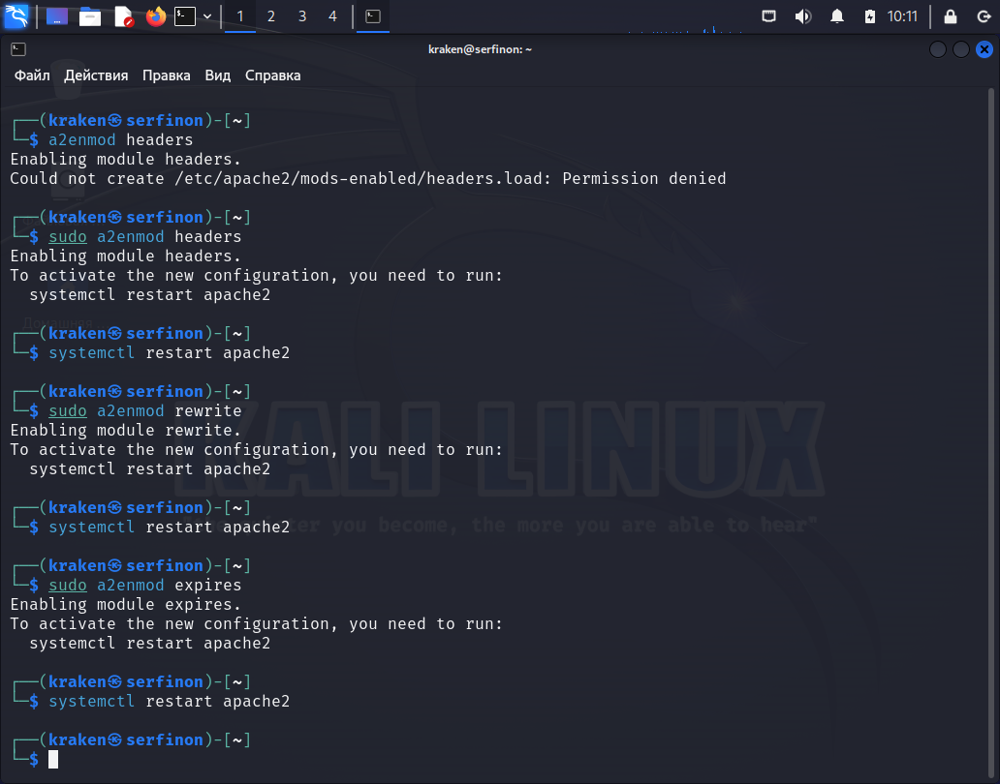 1 2 3 4 10:11
kraken@serfinon: ~
Файл Действия Правка Вид Справка
┌──(kraken㉿serfinon)-[~]
└─$ a2enmod headers
Enabling module headers.
Could not create /etc/apache2/mods-enabled/headers.load: Permission denied
┌──(kraken㉿serfinon)-[~]
└─$ sudo a2enmod headers
Enabling module headers.
To activate the new configuration, you need to run:
  systemctl restart apache2
Домашняя
┌──(kraken㉿serfinon)-[~]
└─$ systemctl restart apache2
┌──(kraken㉿serfinon)-[~]
└─$ sudo a2enmod rewrite
Enabling module rewrite.
To activate the new configuration, you need to run:
  systemctl restart apache2
KALI LINUX
┌──(kraken㉿serfinon)-[~]
└─$ systemctl restart apache2
you become, the more you are able to hear"
┌──(kraken㉿serfinon)-[~]
└─$ sudo a2enmod expires
Enabling module expires.
To activate the new configuration, you need to run:
  systemctl restart apache2
┌──(kraken㉿serfinon)-[~]
└─$ systemctl restart apache2
┌──(kraken㉿serfinon)-[~]
└─$